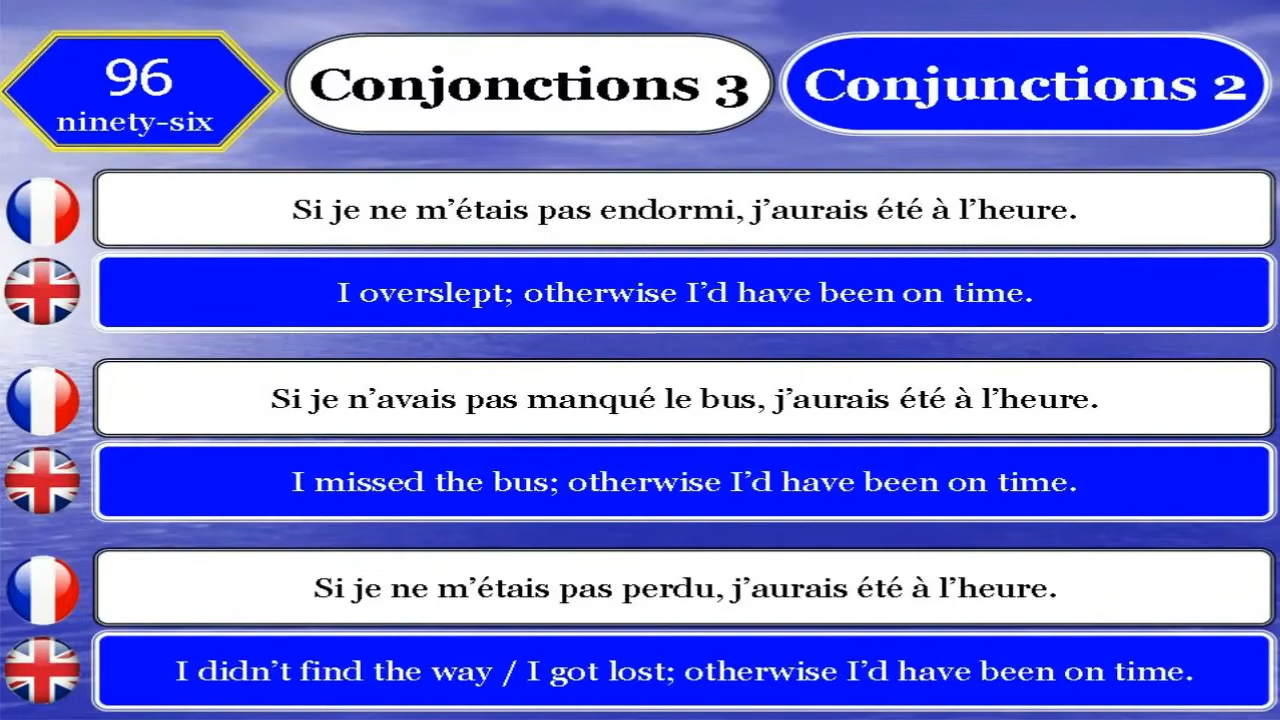 96
ninety-six
Conjonctions 3
Conjunctions 2
Si je ne m’étais pas endormi, j’aurais été à l’heure.
I overslept; otherwise I’d have been on time.
Si je n’avais pas manqué le bus, j’aurais été à l’heure.
I missed the bus; otherwise I’d have been on time.
Si je ne m’étais pas perdu, j’aurais été à l’heure.
I didn’t find the way / I got lost; otherwise I’d have been on time.